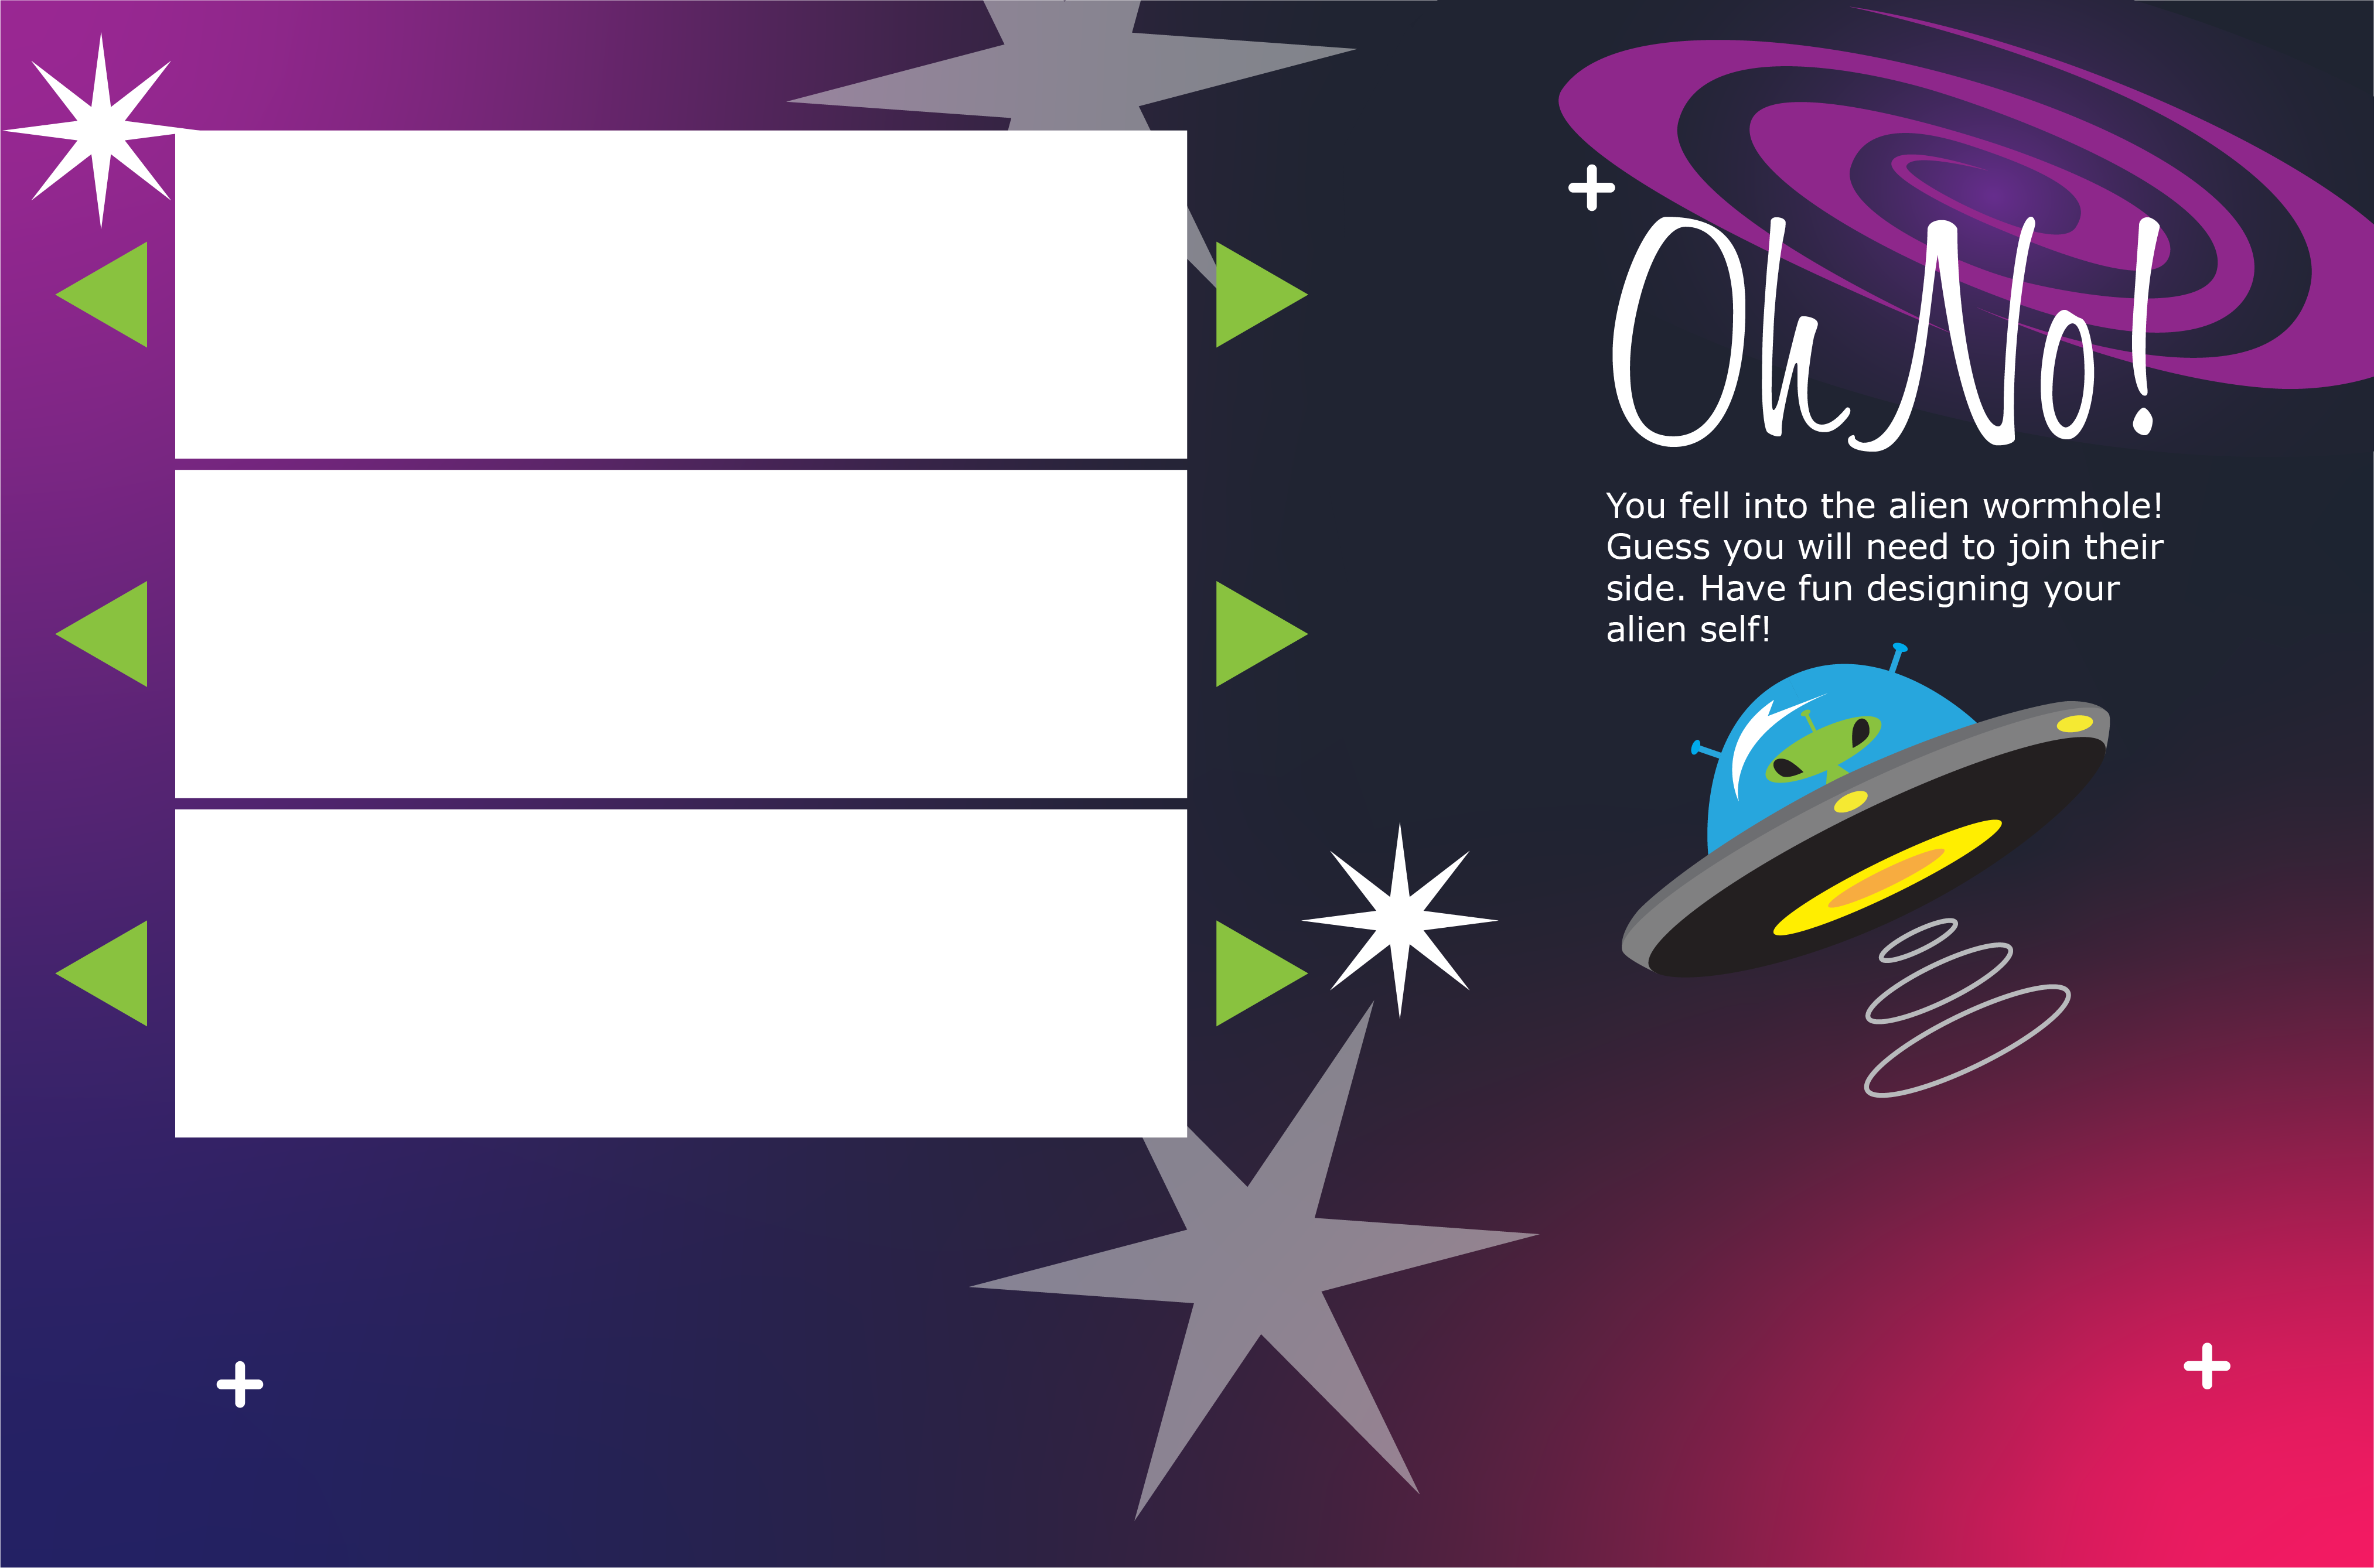 Oh No!
You fell into the alien wormhole!
Guess you will need to join their
side. Have fun designing your
alien self!